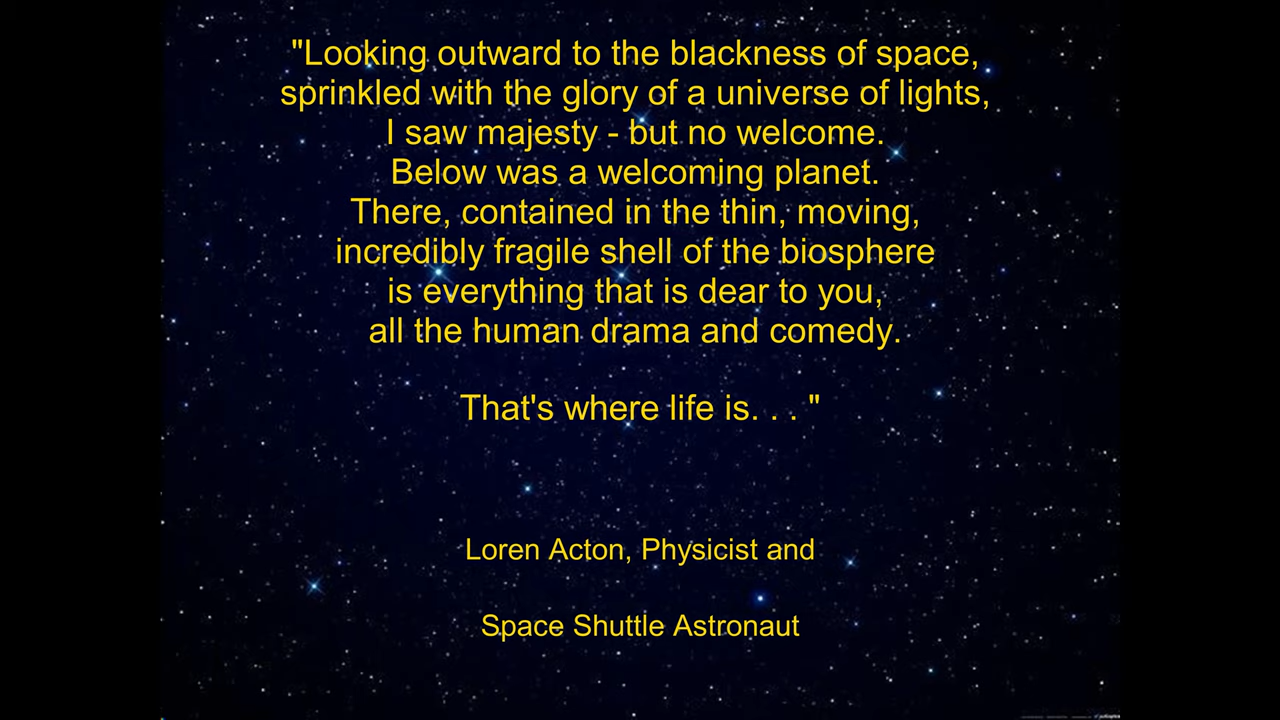 "Looking outward to the blackness of space,
sprinkled with the glory of a universe of lights,
I saw majesty - but no welcome.
Below was a welcoming planet.
There, contained in the thin, moving,
incredibly fragile shell of the biosphere
is everything that is dear to you,
all the human drama and comedy.
That's where life is. . . "
Loren Acton, Physicist and
Space Shuttle Astronaut